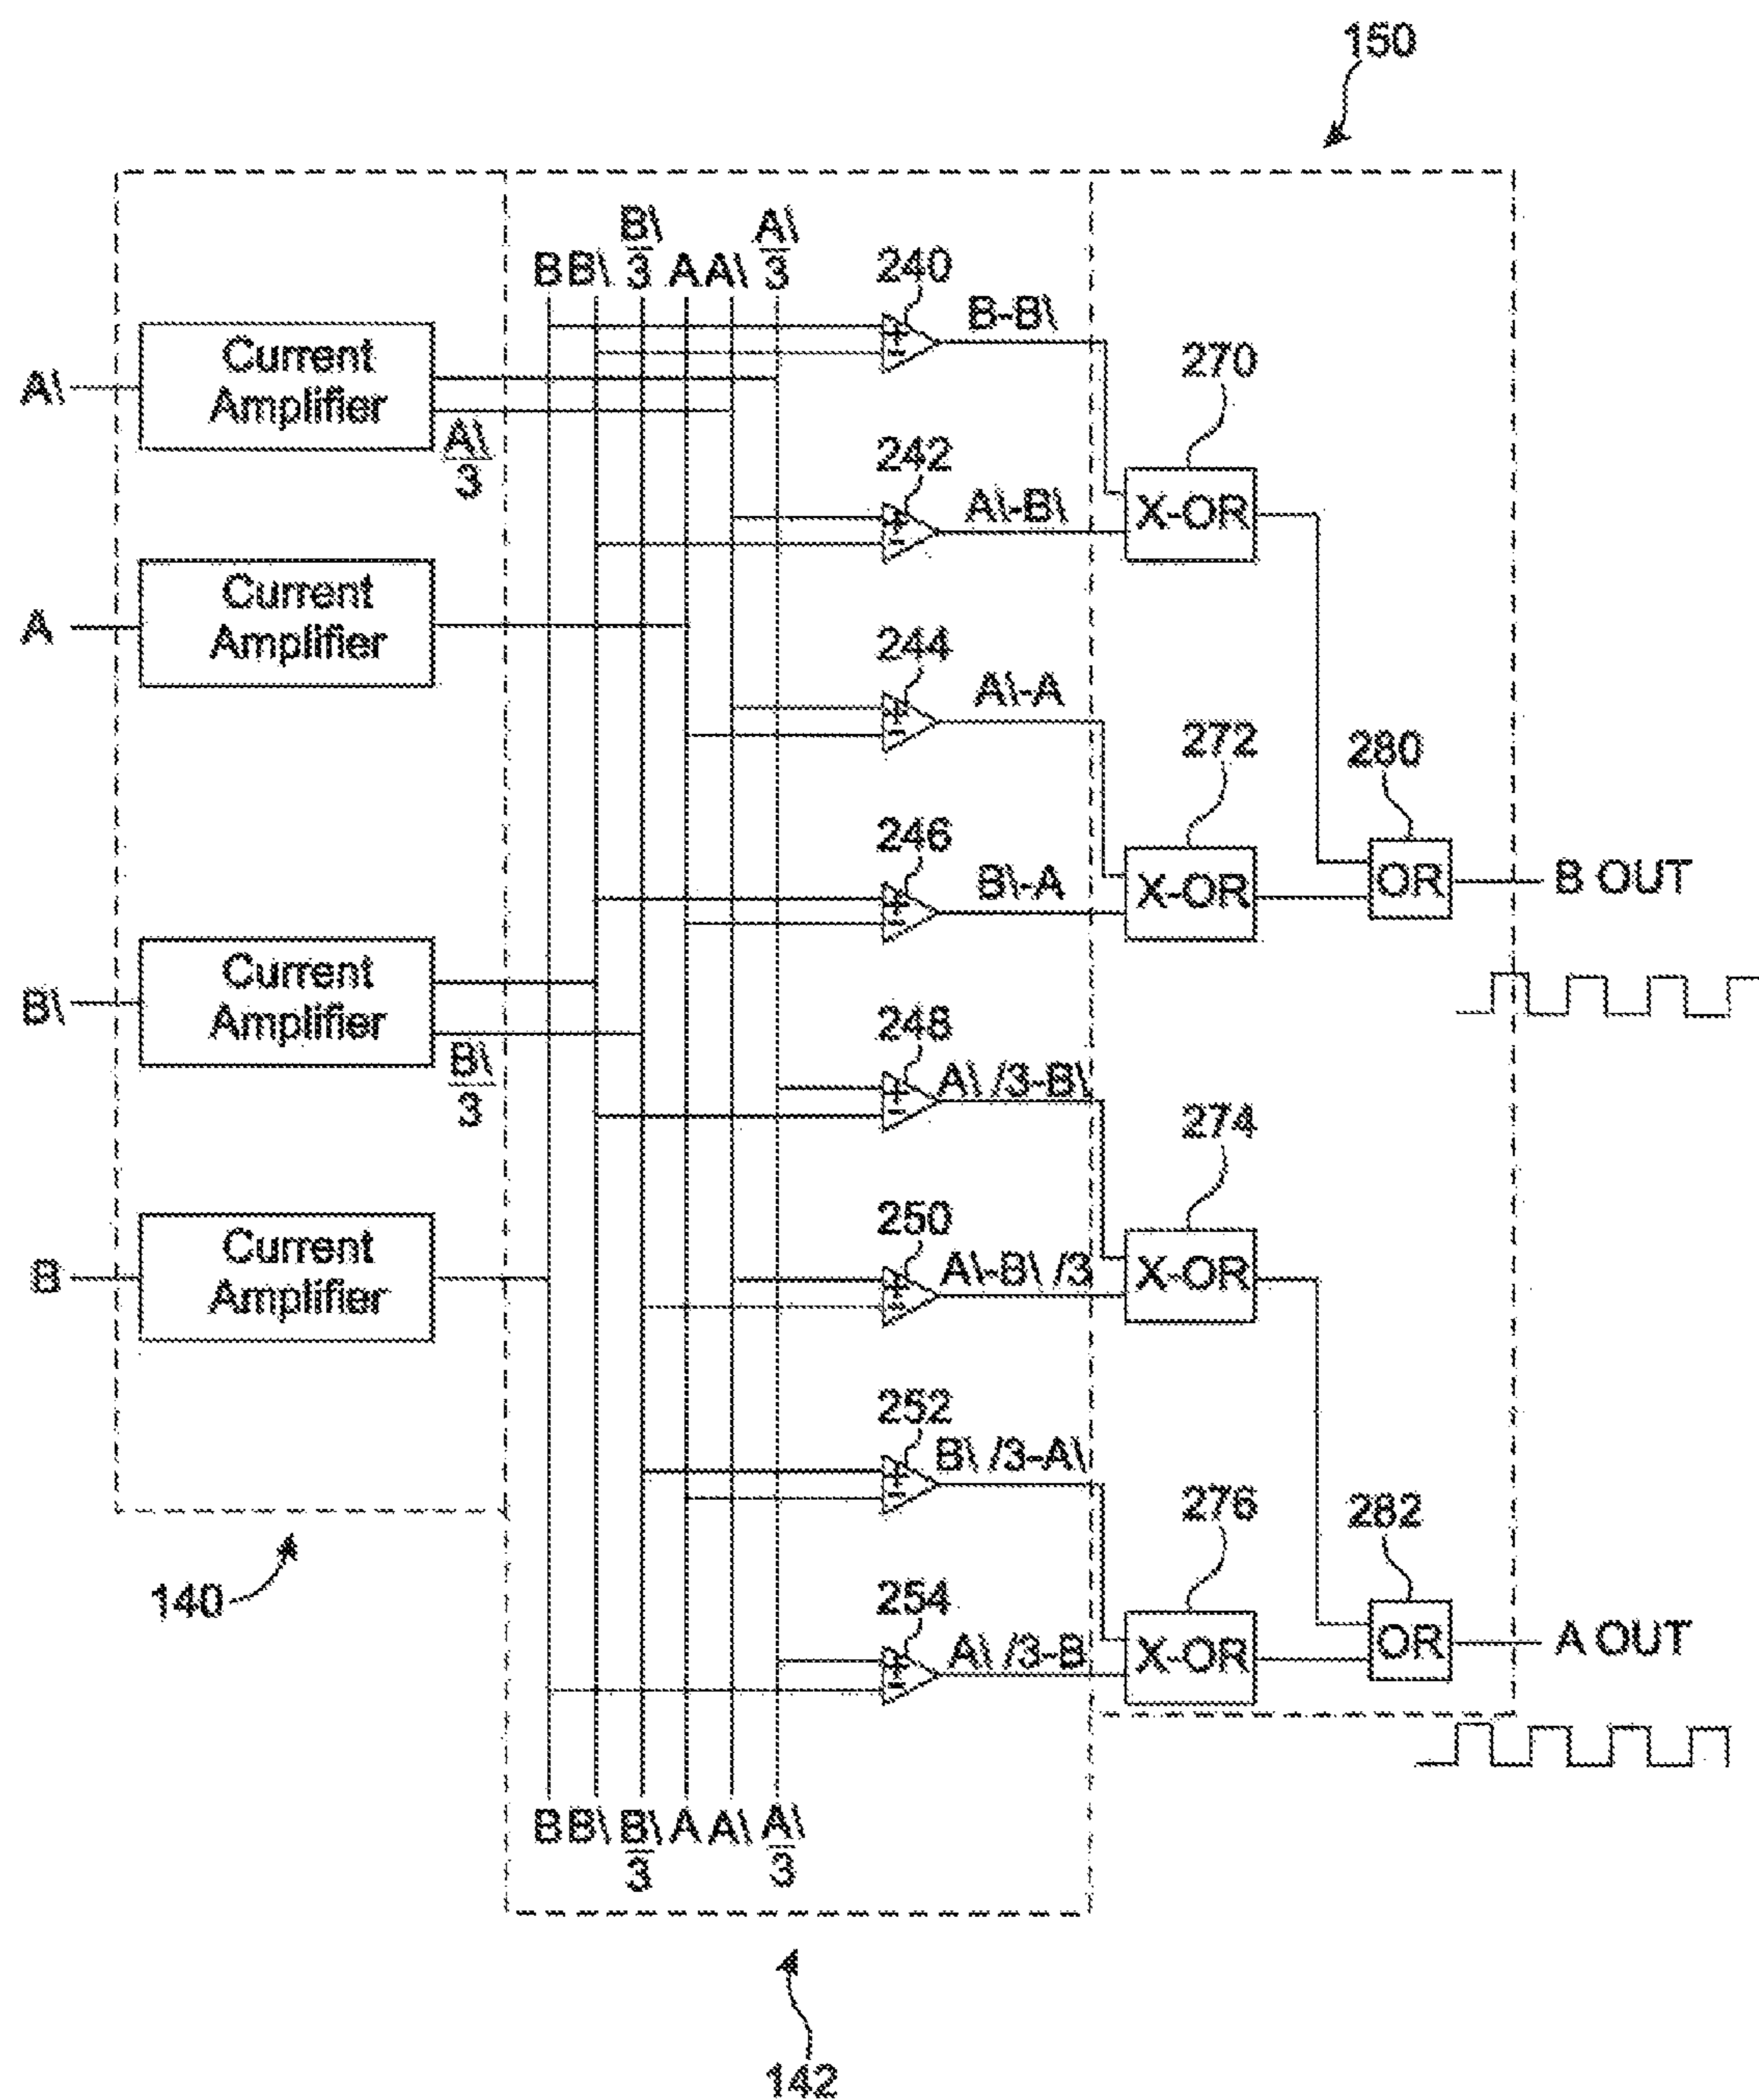 150
B B\ B\/3 A A\ A\/3
240
B-B\
Current
Amplifier
A\
A\/3
270
X-OR
242
A\-B\
Current
Amplifier
A
244
A\-A
272
X-OR
280
OR
B OUT
246
B\-A
Current
Amplifier
B\
B\/3
248
A\ /3-B\
274
X-OR
250
A\-B\ /3
Current
Amplifier
B
252
B\ /3-A\
276
X-OR
282
OR
A OUT
254
A\ /3-B
140
B B\ B\/3 A A\ A\/3
142
+
-
+
-
+
-
+
-
+
-
+
-
+
-
+
-